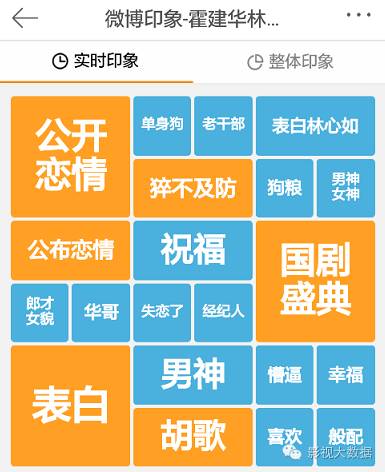 微博印象-霍建华林...
实时印象
整体印象
公开
恋情
单身狗
老干部
表白林心如
猝不及防
狗粮
男神
女神
公布恋情
祝福
国剧
盛典
郎才
女貌
华哥
失恋了
经纪人
表白
男神
懵逼
幸福
胡歌
喜欢
般配
影视大数据